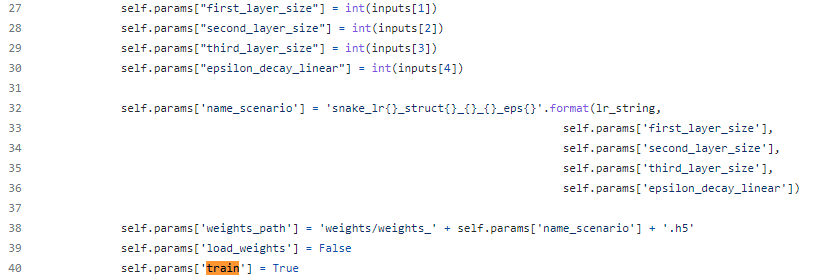 27 self.params["first_layer_size"] = int(inputs[1])
28 self.params["second_layer_size"] = int(inputs[2])
29 self.params["third_layer_size"] = int(inputs[3])
30 self.params["epsilon_decay_linear"] = int(inputs[4])
31
32 self.params['name_scenario'] = 'snake_lr{}_struct{}_{}_{}_eps{}'.format(lr_string,
33 self.params['first_layer_size'],
34 self.params['second_layer_size'],
35 self.params['third_layer_size'],
36 self.params['epsilon_decay_linear'])
37
38 self.params['weights_path'] = 'weights/weights_' + self.params['name_scenario'] + '.h5'
39 self.params['load_weights'] = False
40 self.params['train'] = True